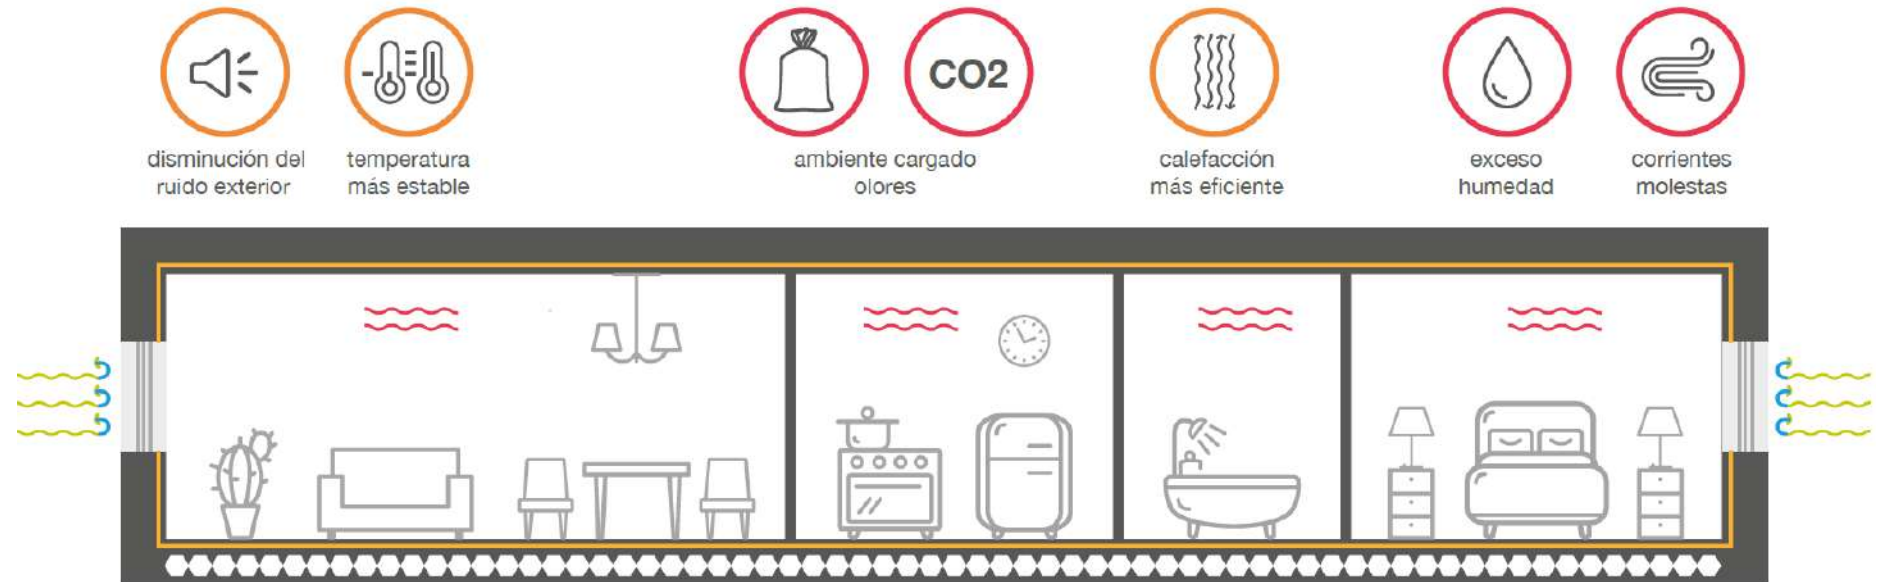 CO2
disminución del
ruido exterior
temperatura
más estable
ambiente cargado
olores
calefacción
más eficiente
exceso
humedad
corrientes
molestas